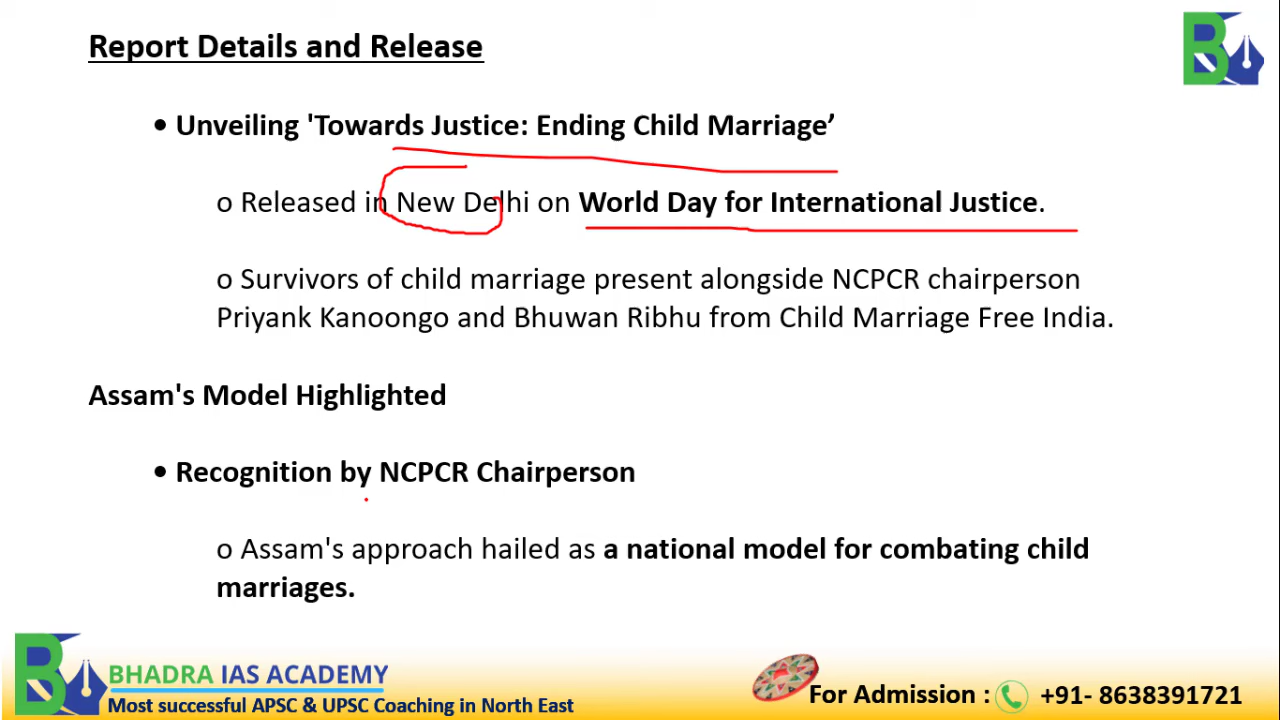 Report Details and Release
• Unveiling 'Towards Justice: Ending Child Marriage’
o Released in New Delhi on World Day for International Justice.
o Survivors of child marriage present alongside NCPCR chairperson
Priyank Kanoongo and Bhuwan Ribhu from Child Marriage Free India.
Assam's Model Highlighted
• Recognition by NCPCR Chairperson
o Assam's approach hailed as a national model for combating child
marriages.
BHADRA IAS ACADEMY
Most successful APSC & UPSC Coaching in North East
For Admission : +91- 8638391721